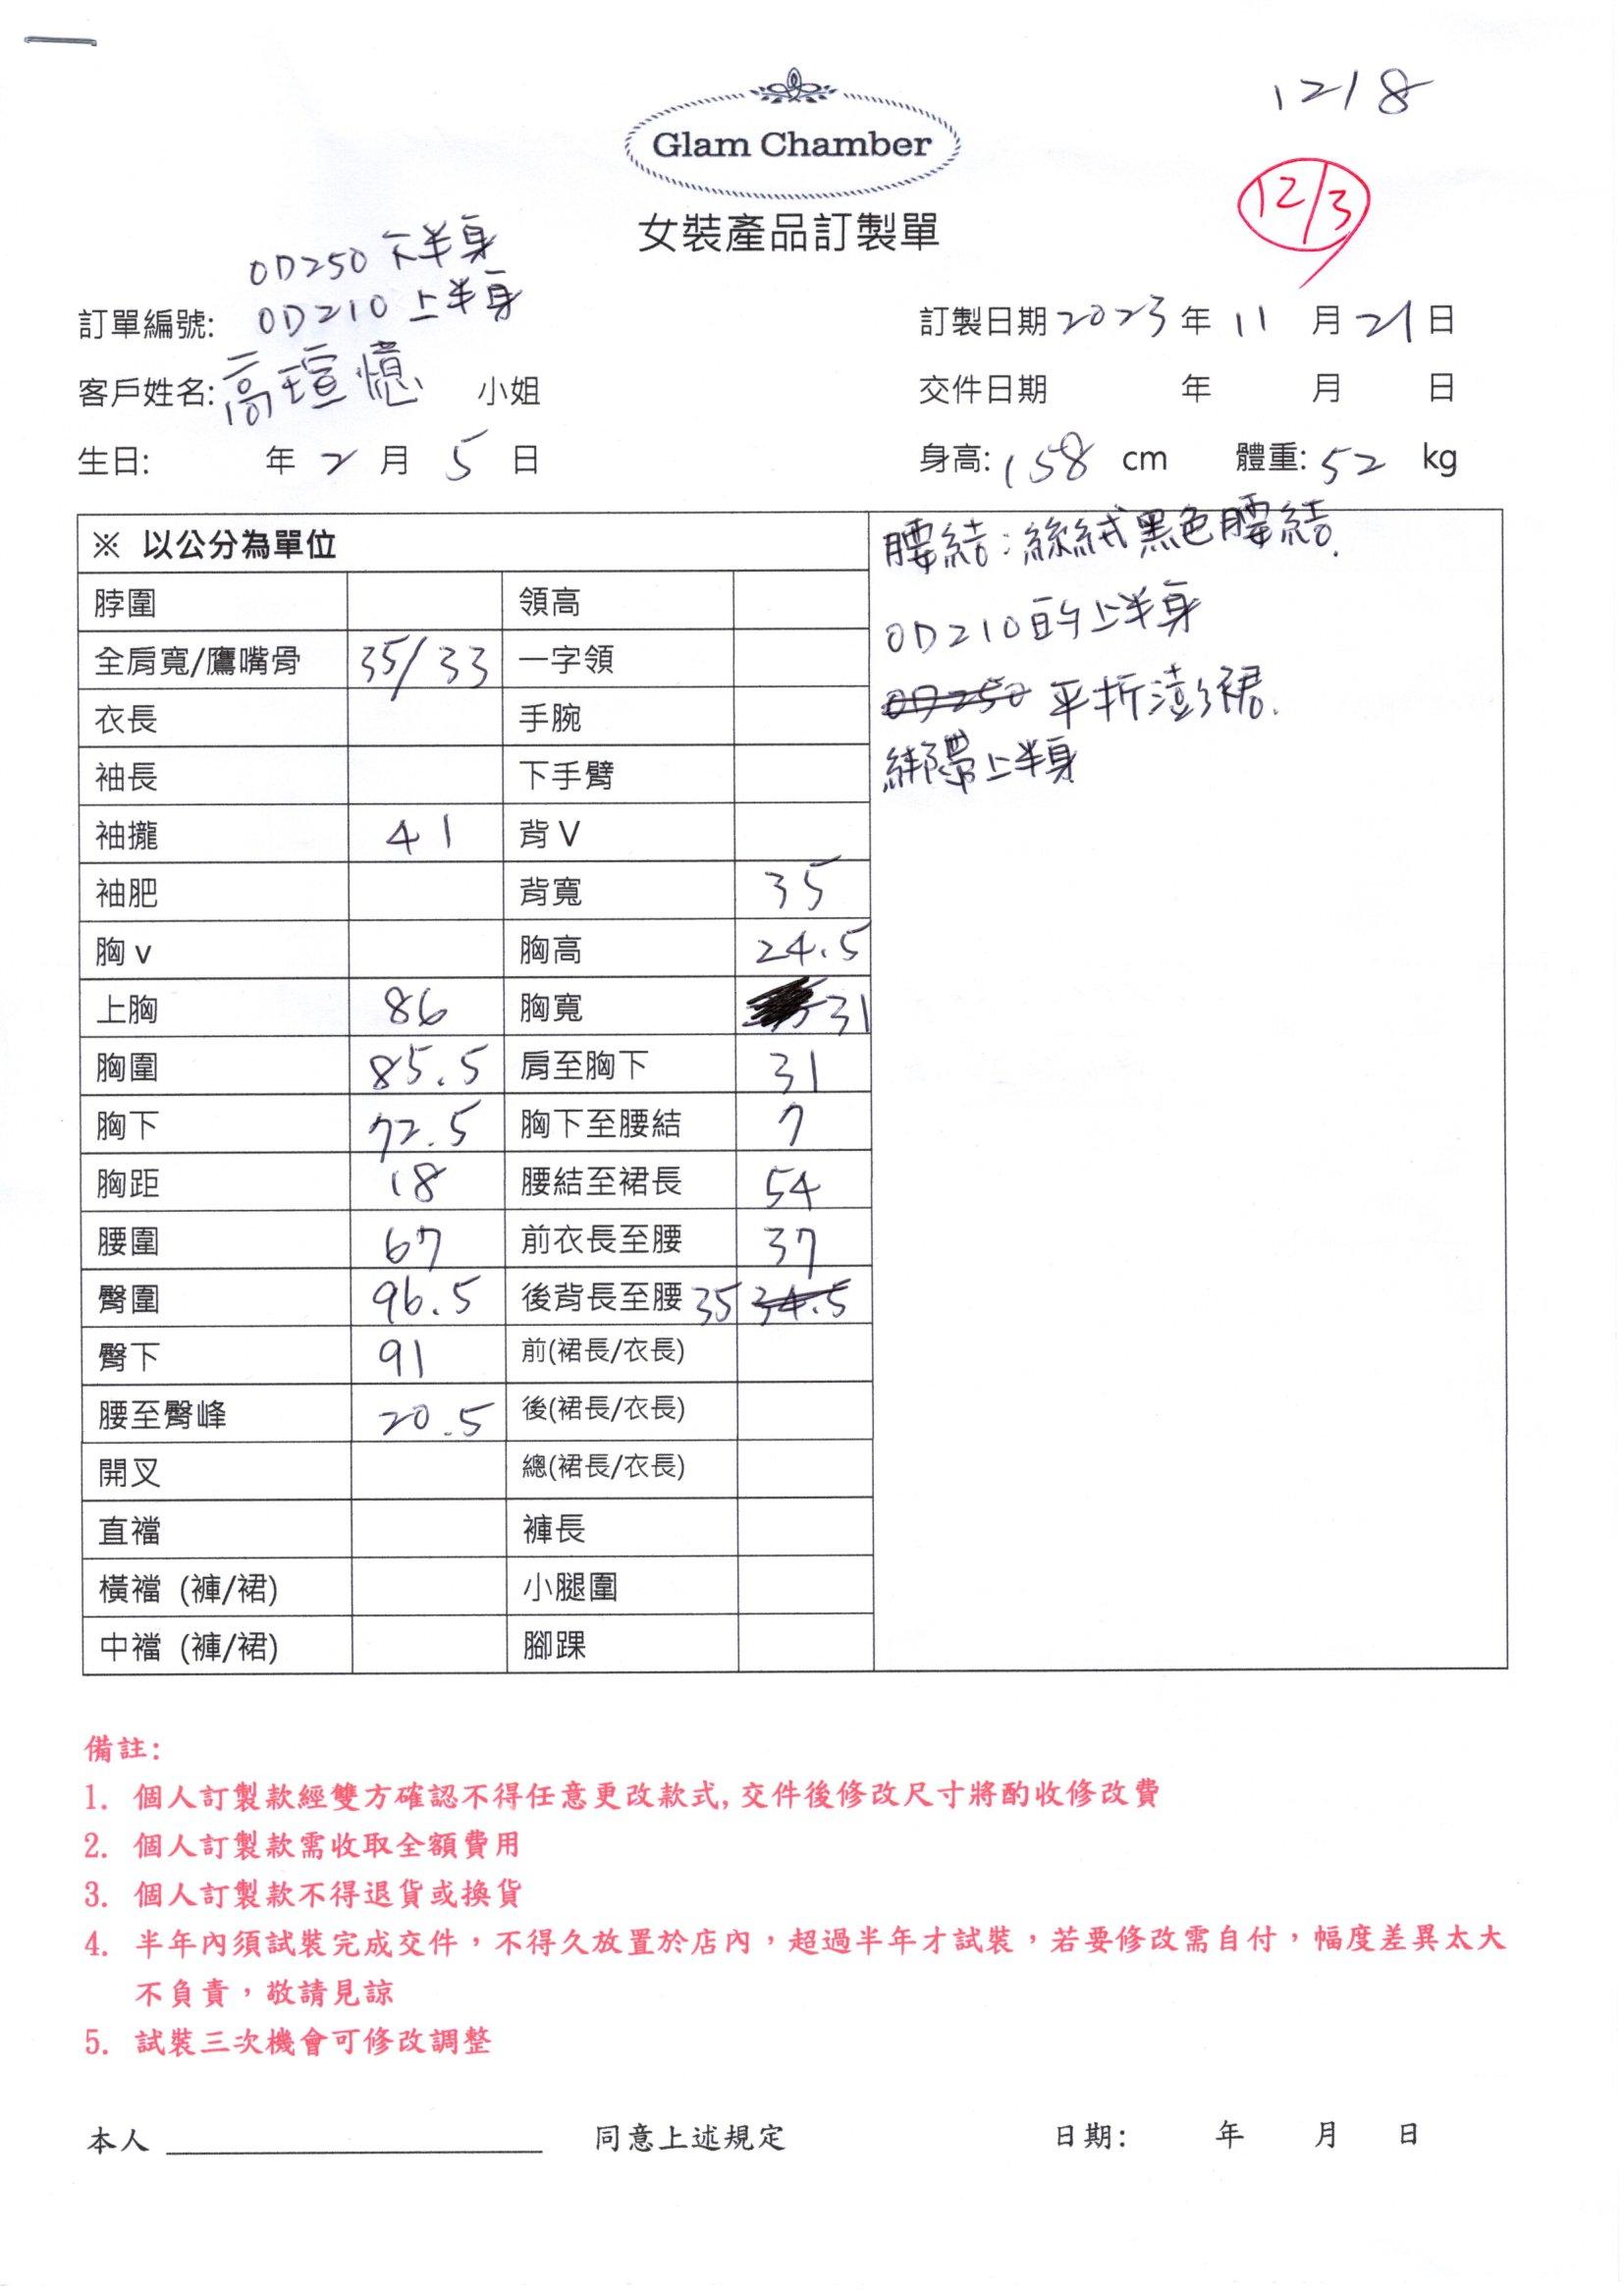 12/8
Glam Chamber
12/3
女裝產品訂製單
OD250 下半身
OD210 上半身
訂單編號:
訂製日期 2023 年 11 月 21 日
客戶姓名: 高瑄憶 小姐
交件日期 年 月 日
生日: 年 2 月 5 日
身高: 158 cm 體重: 52 kg
※ 以公分為單位
腰結:絲絨黑色腰結.
OD210的上半身
OD250 平折澎裙.
綁帶上半身
脖圍 領高
全肩寬/鷹嘴骨 35/33 一字領
衣長 手腕
袖長 下手臂
袖攏 41 背 V
袖肥 背寬 35
胸 v 胸高 24.5
上胸 86 胸寬 31
胸圍 85.5 肩至胸下 31
胸下 72.5 胸下至腰結 7
胸距 18 腰結至裙長 54
腰圍 67 前衣長至腰 37
臀圍 96.5 後背長至腰 35 34.5
臀下 91 前(裙長/衣長)
腰至臀峰 20.5 後(裙長/衣長)
開叉 總(裙長/衣長)
直襠 褲長
橫襠 (褲/裙) 小腿圍
中襠 (褲/裙) 腳踝
備註:
1. 個人訂製款經雙方確認不得任意更改款式,交件後修改尺寸將酌收修改費
2. 個人訂製款需收取全額費用
3. 個人訂製款不得退貨或換貨
4. 半年內須試裝完成交件,不得久放置於店內,超過半年才試裝,若要修改需自付,幅度差異太大
不負責,敬請見諒
5. 試裝三次機會可修改調整
本人 同意上述規定 日期: 年 月 日